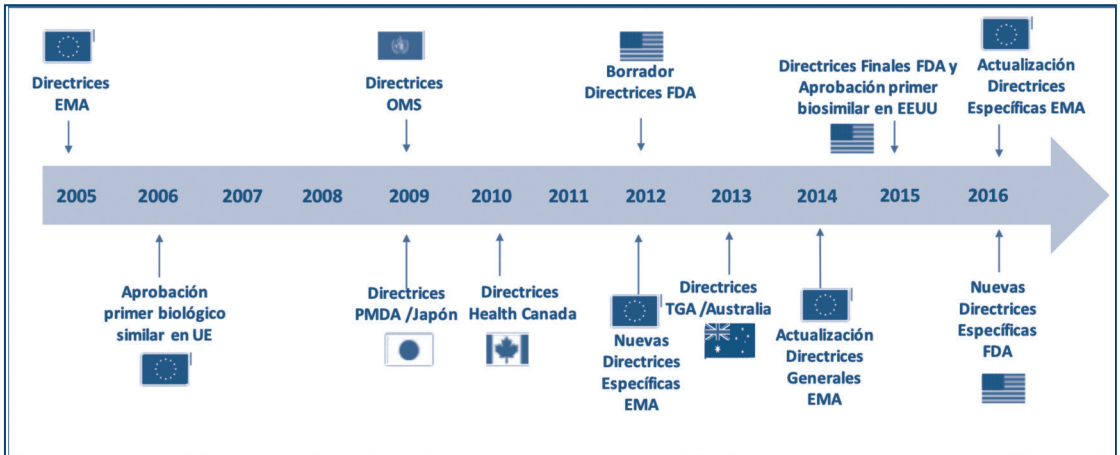 Directrices
EMA
Directrices
OMS
Borrador
Directrices FDA
Directrices Finales FDA y
Aprobación primer
biosimilar en EEUU
Actualización
Directrices
Específicas EMA
2005 2006 2007 2008 2009 2010 2011 2012 2013 2014 2015 2016
Aprobación
primer biológico
similar en UE
Directrices
PMDA /Japón
Directrices
Health Canada
Nuevas
Directrices
Específicas
EMA
Directrices
TGA /Australia
Actualización
Directrices
Generales
EMA
Nuevas
Directrices
Específicas
FDA